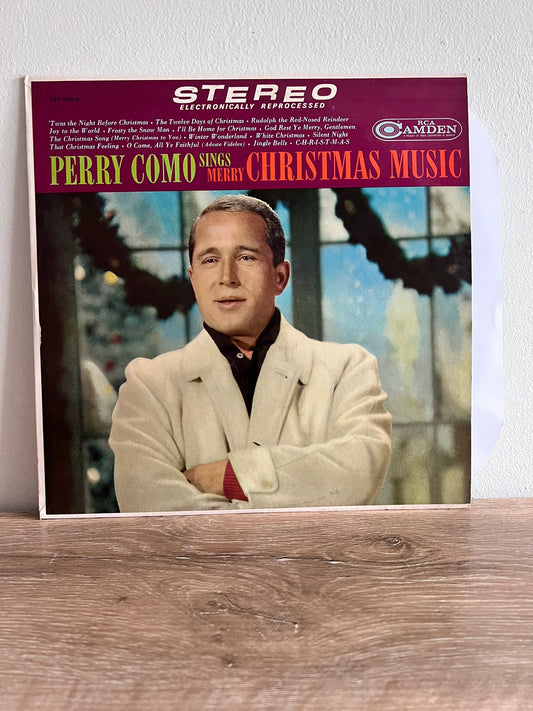 STEREO
ELECTRONICALLY REPROCESSED
'Twas the Night Before Christmas • The Twelve Days of Christmas • Rudolph the Red-Nosed Reindeer
Joy to the World • Frosty the Snow Man • I'll Be Home for Christmas • God Rest Ye Merry, Gentlemen
The Christmas Song (Merry Christmas to You) • Winter Wonderland • White Christmas • Silent Night
That Christmas Feeling • O Come, All Ye Faithful (Adeste Fideles) • Jingle Bells • C-H-R-I-S-T-M-A-S
RCA
CAMDEN
PERRY COMO SINGS MERRY CHRISTMAS MUSIC